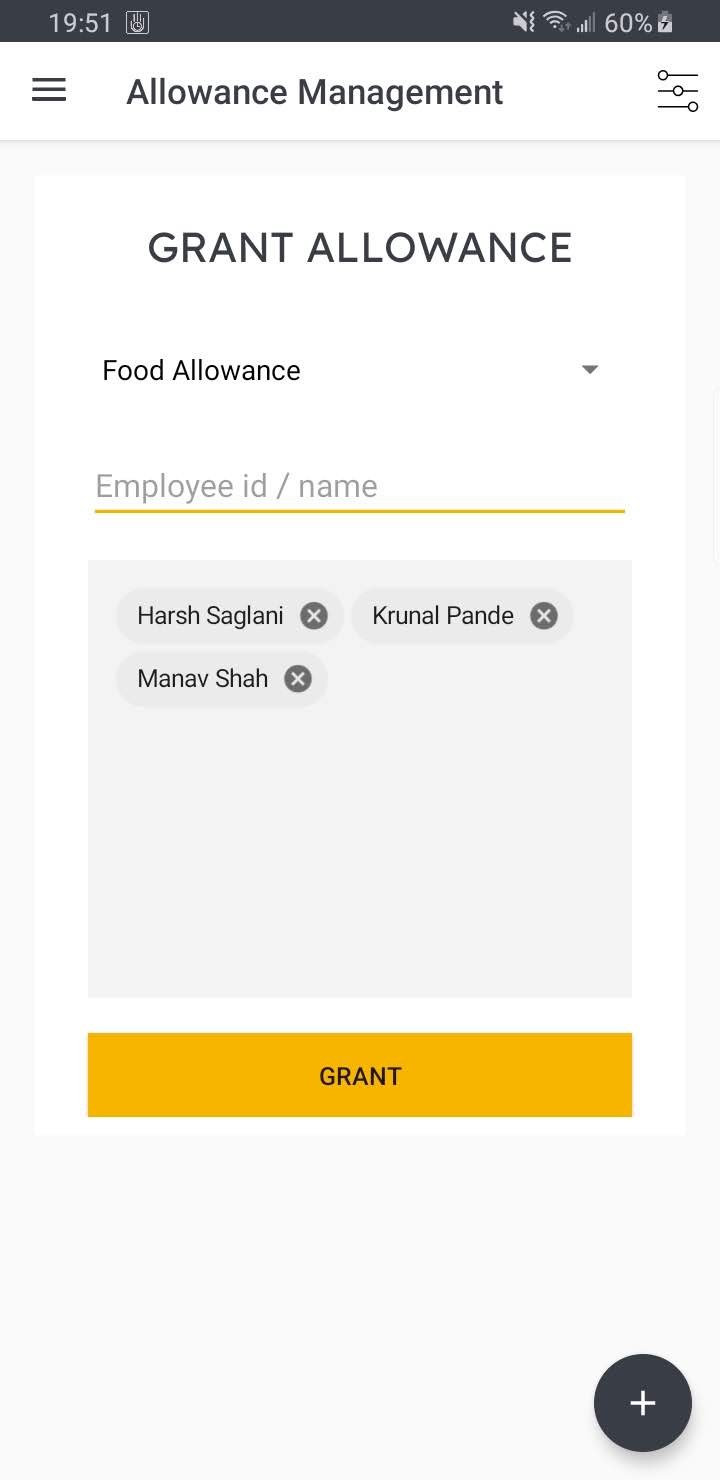 19:51 60%
Allowance Management
GRANT ALLOWANCE
Food Allowance
Employee id / name
Harsh Saglani Krunal Pande
Manav Shah
GRANT
+